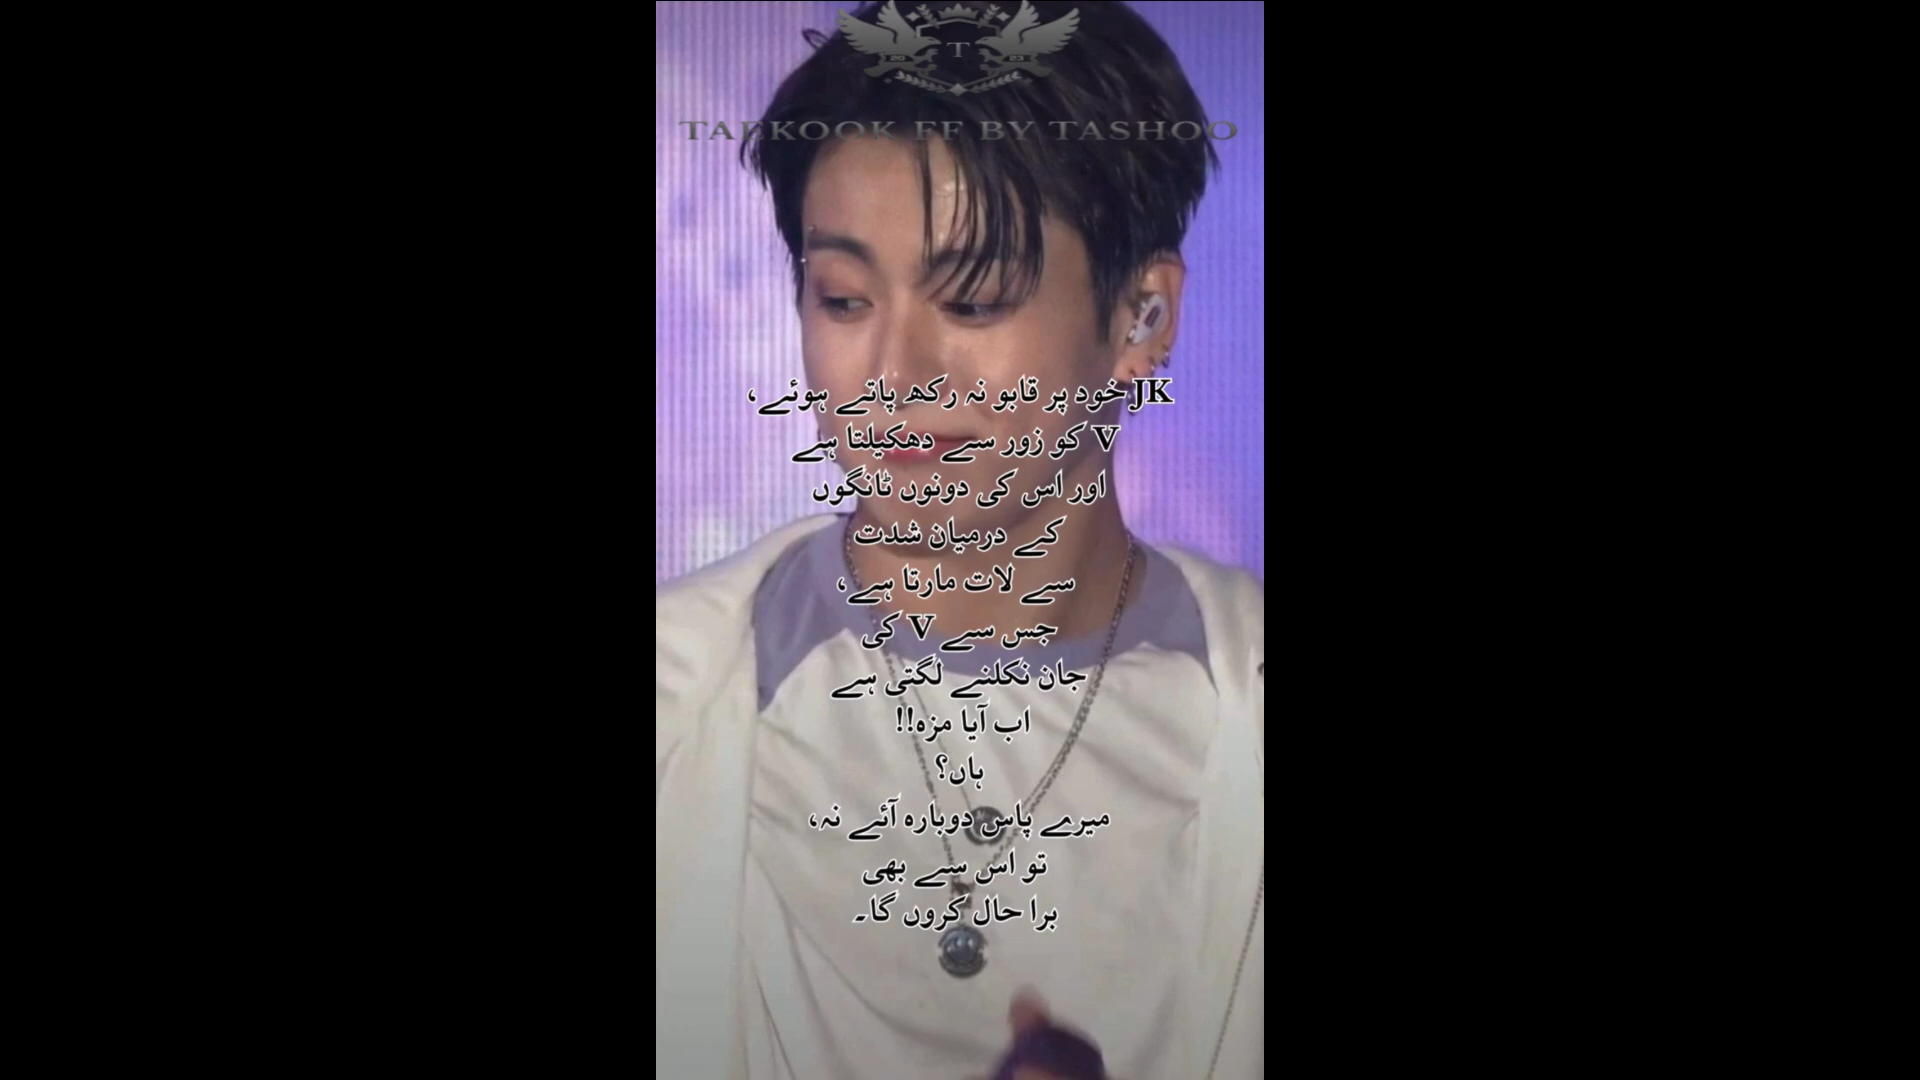 T
20 23
TAEKOOK FF BY TASHOO
JK خود پر قابو نہ رکھ پاتے ہوئے،
V کو زور سے دھکیلتا ہے
اور اس کی دونوں ٹانگوں
کے درمیان شدت
سے لات مارتا ہے،
جس سے V کی
جان نکلنے لگتی ہے
اب آیا مزہ!!
ہاں؟
میرے پاس دوبارہ آئے نہ،
تو اس سے بھی
برا حال کروں گا۔